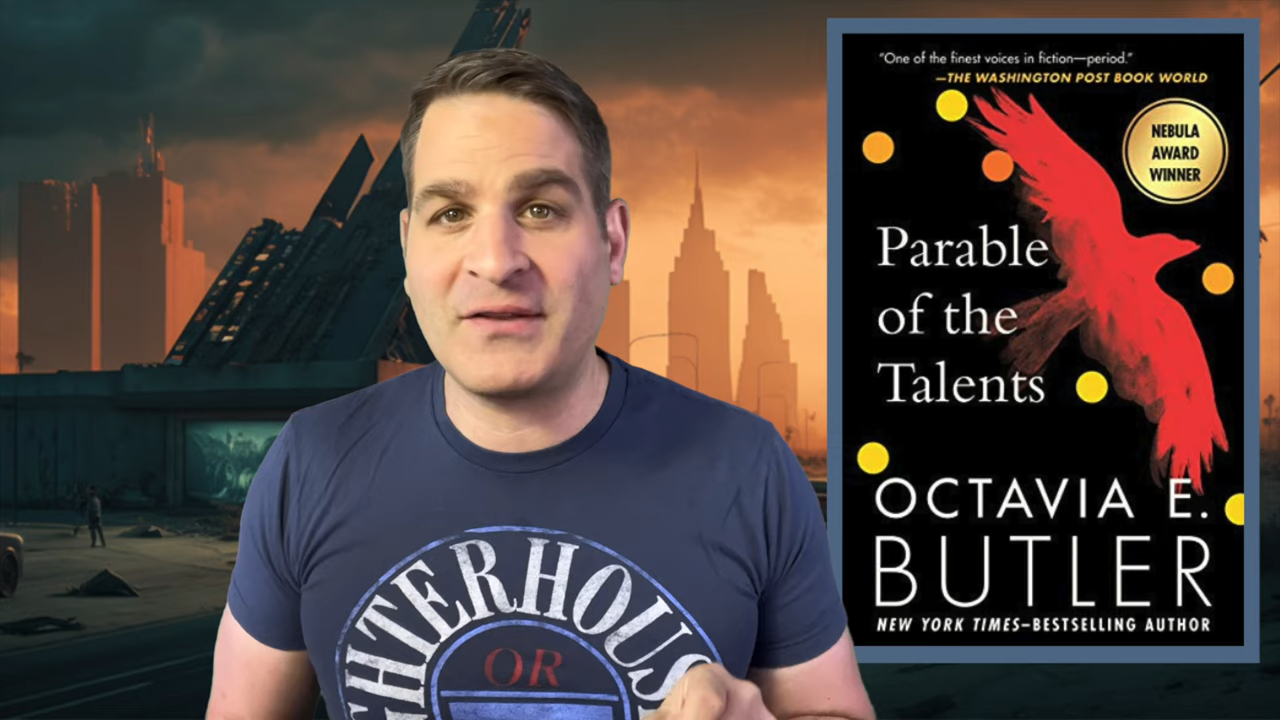 "One of the finest voices in fiction—period."
—THE WASHINGTON POST BOOK WORLD
NEBULA
AWARD
WINNER
Parable
of the
Talents
OCTAVIA E.
BUTLER
NEW YORK TIMES–BESTSELLING AUTHOR
OR